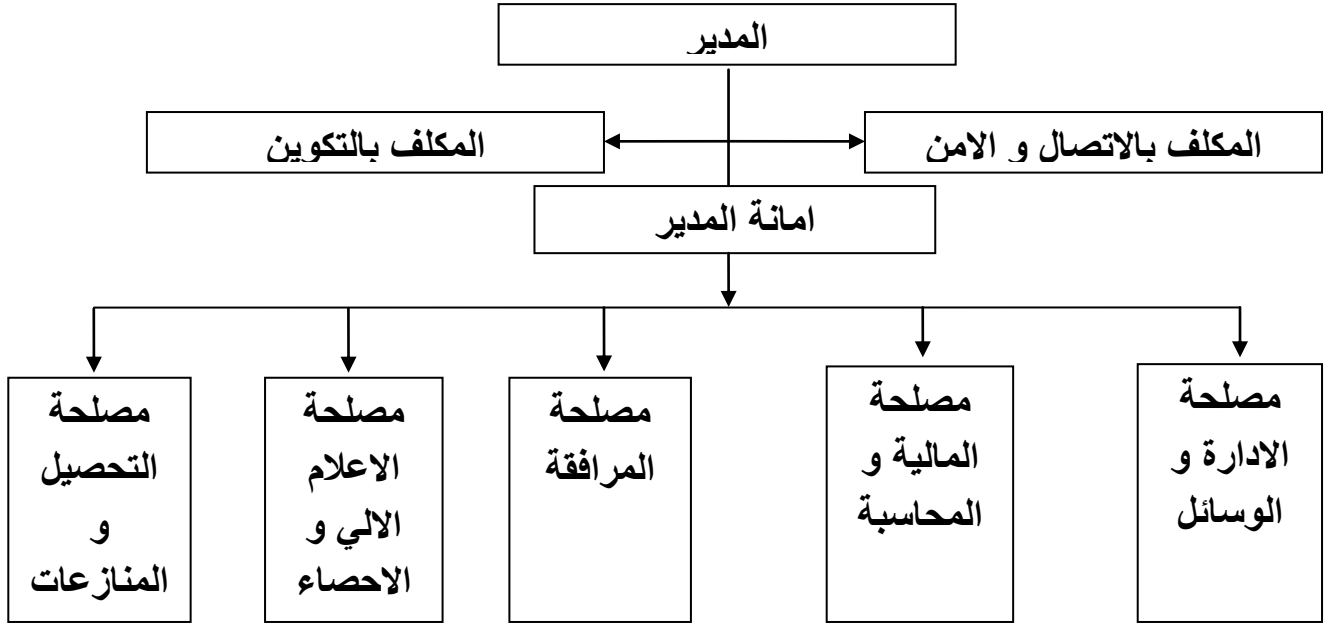 المدير
المكلف بالاتصال و الامن
المكلف بالتكوين
امانة المدير
مصلحة
الادارة و
الوسائل
مصلحة
المالية و
المحاسبة
مصلحة
المرافقة
مصلحة
الاعلام
الالي و
الاحصاء
مصلحة
التحصيل
و
المنازعات